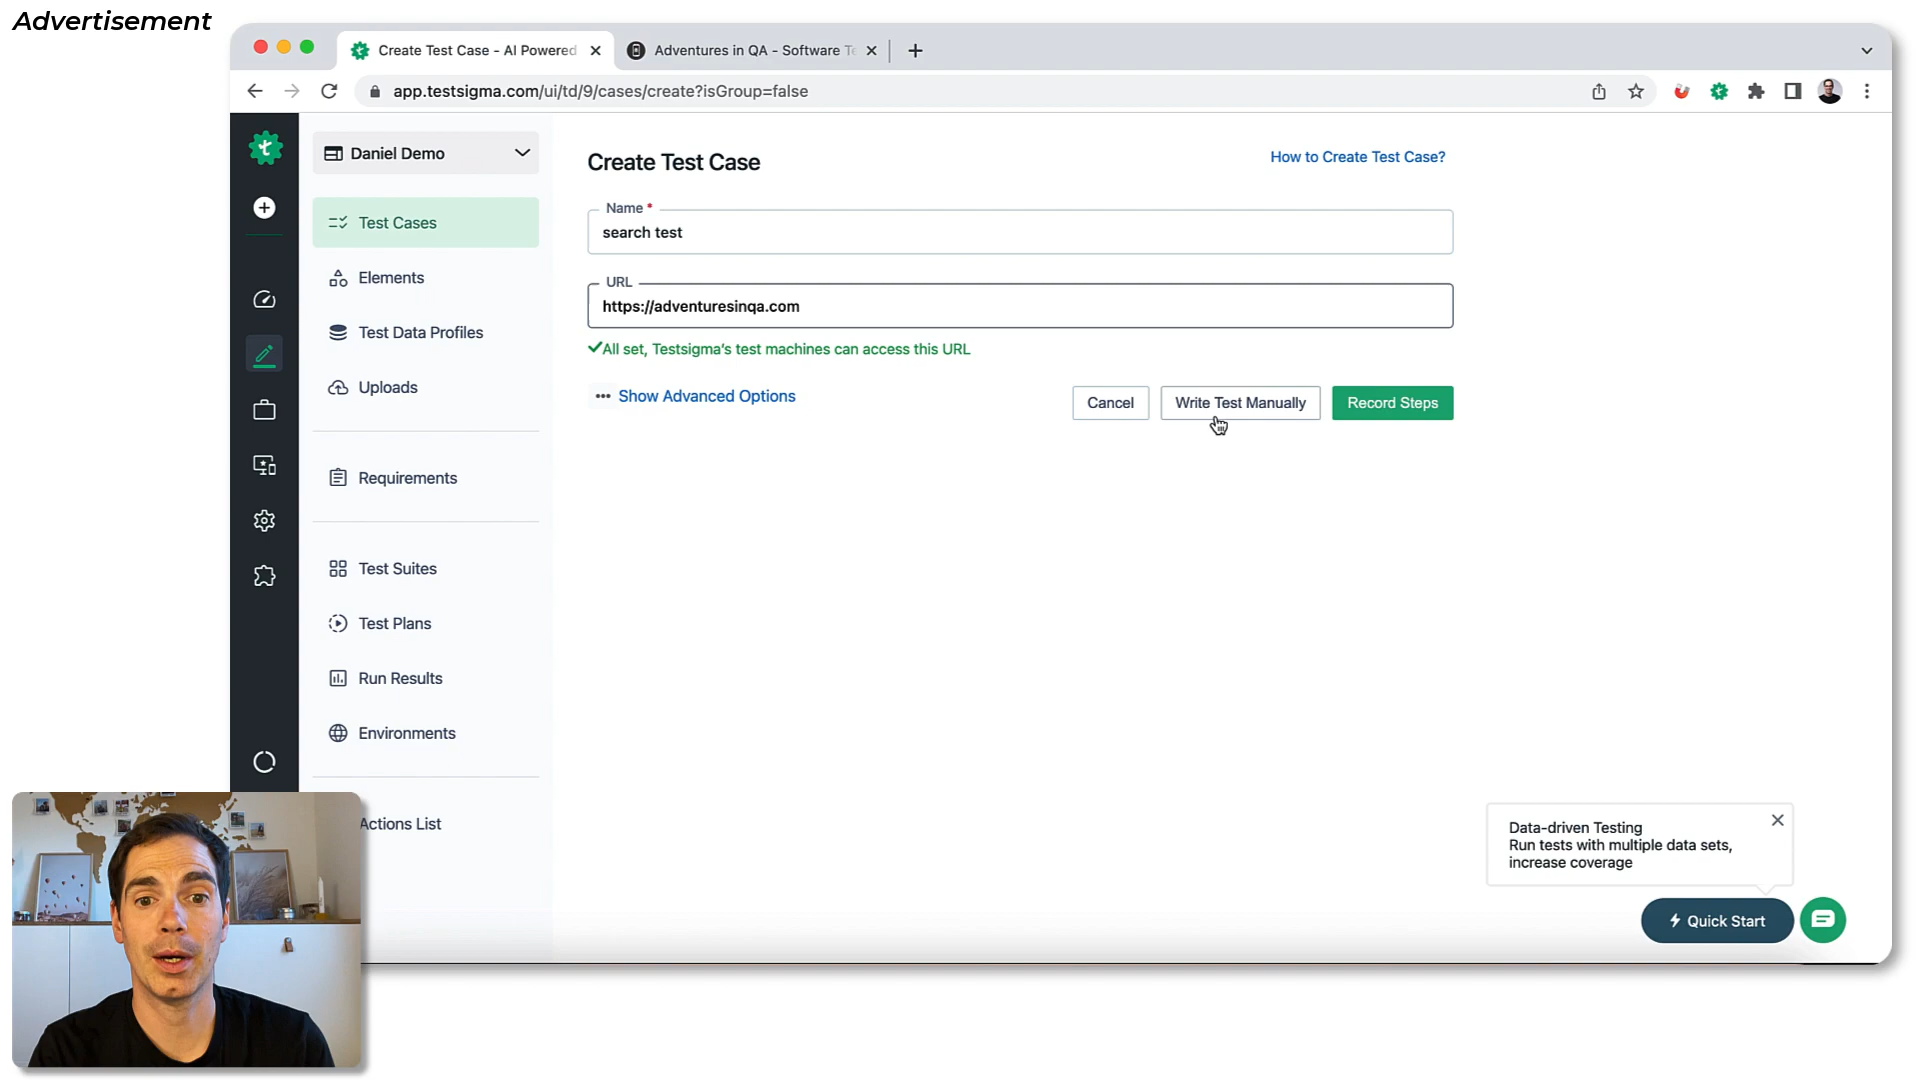 Advertisement
Create Test Case - AI Powered
Adventures in QA - Software Te
app.testsigma.com/ui/td/9/cases/create?isGroup=false
Daniel Demo
Create Test Case
How to Create Test Case?
Test Cases
Name *
search test
Elements
URL
https://adventuresinqa.com
Test Data Profiles
All set, Testsigma's test machines can access this URL
Uploads
Show Advanced Options
Cancel
Write Test Manually
Record Steps
Requirements
Test Suites
Test Plans
Run Results
Environments
Actions List
Data-driven Testing
Run tests with multiple data sets,
increase coverage
Quick Start